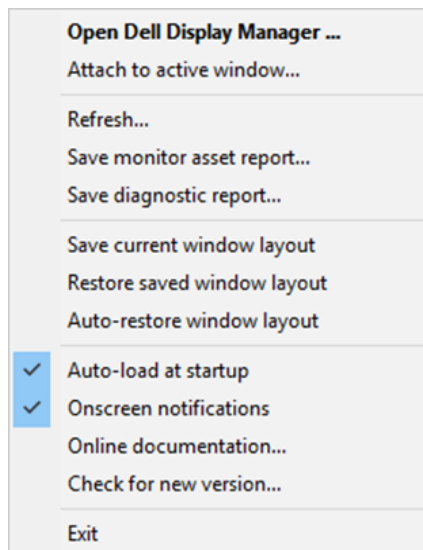 Open Dell Display Manager ...
Attach to active window...
Refresh...
Save monitor asset report...
Save diagnostic report...
Save current window layout
Restore saved window layout
Auto-restore window layout
Auto-load at startup
Onscreen notifications
Online documentation...
Check for new version...
Exit